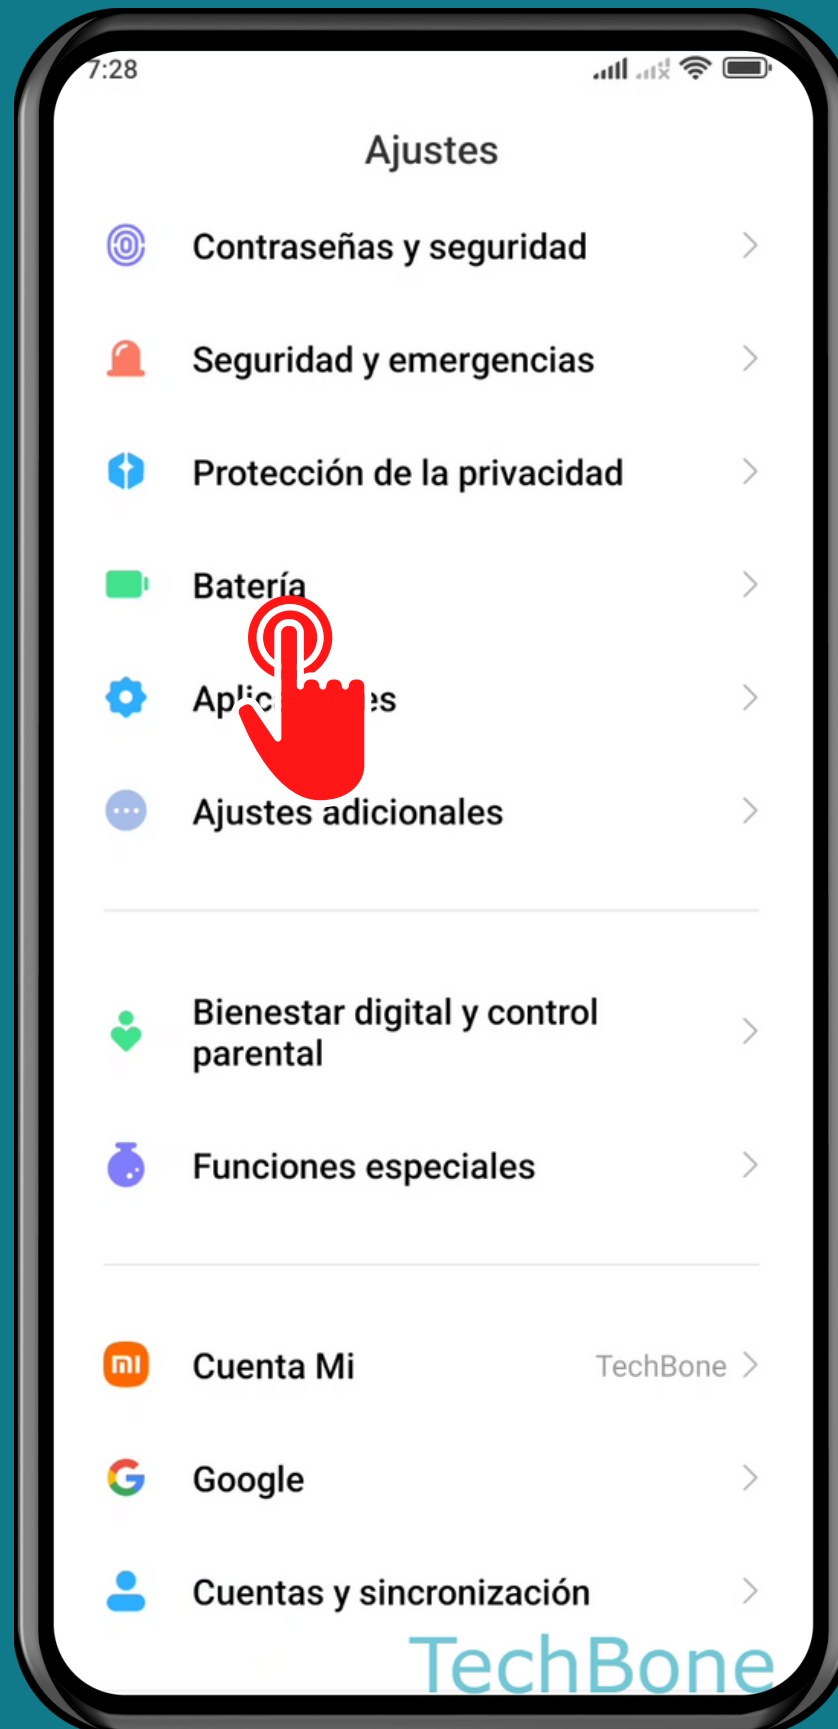 7:28
Ajustes
Contraseñas y seguridad
Seguridad y emergencias
Protección de la privacidad
Batería
Ajustes adicionales
Bienestar digital y control
parental
Funciones especiales
Cuenta Mi TechBone
Google
Cuentas y sincronización
TechBone